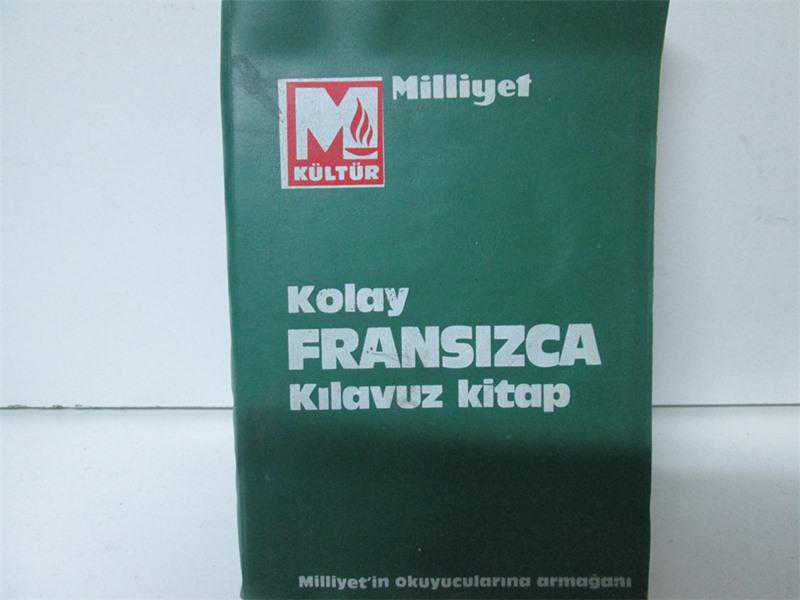 Milliyet
M
KÜLTÜR
Kolay
FRANSIZCA
Kılavuz kitap
Milliyet'in okuyucularına armağanı